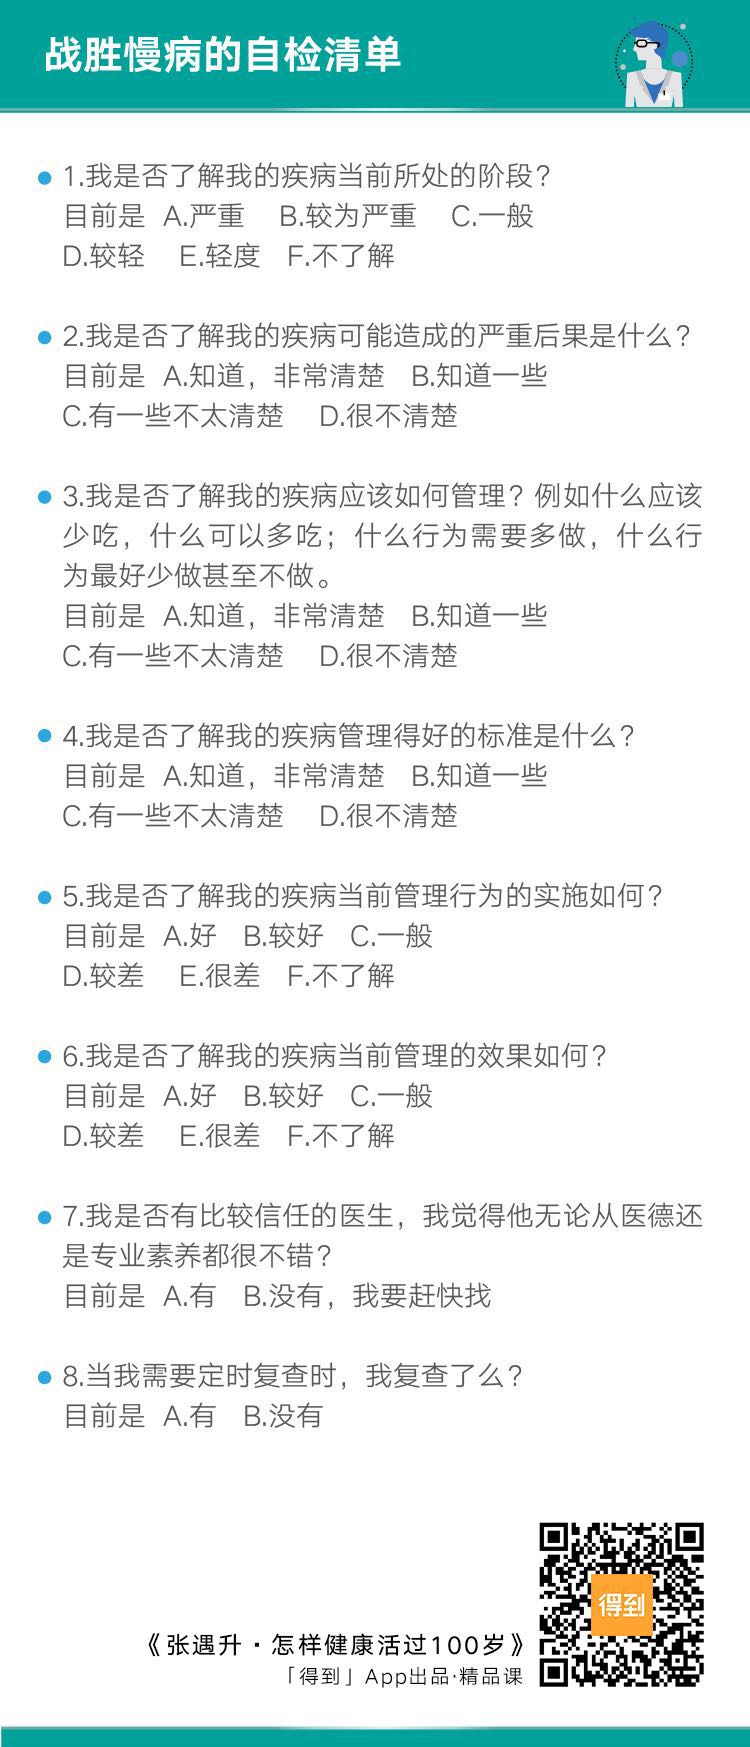 战胜慢病的自检清单
1.我是否了解我的疾病当前所处的阶段？
目前是 A.严重 B.较为严重 C.一般
D.较轻 E.轻度 F.不了解
2.我是否了解我的疾病可能造成的严重后果是什么？
目前是 A.知道，非常清楚 B.知道一些
C.有一些不太清楚 D.很不清楚
3.我是否了解我的疾病应该如何管理？例如什么应该
少吃，什么可以多吃；什么行为需要多做，什么行
为最好少做甚至不做。
目前是 A.知道，非常清楚 B.知道一些
C.有一些不太清楚 D.很不清楚
4.我是否了解我的疾病管理得好的标准是什么？
目前是 A.知道，非常清楚 B.知道一些
C.有一些不太清楚 D.很不清楚
5.我是否了解我的疾病当前管理行为的实施如何？
目前是 A.好 B.较好 C.一般
D.较差 E.很差 F.不了解
6.我是否了解我的疾病当前管理的效果如何？
目前是 A.好 B.较好 C.一般
D.较差 E.很差 F.不了解
7.我是否有比较信任的医生，我觉得他无论从医德还
是专业素养都很不错？
目前是 A.有 B.没有，我要赶快找
8.当我需要定时复查时，我复查了么？
目前是 A.有 B.没有
得到
《张遇升·怎样健康活过100岁》
「得到」App出品·精品课